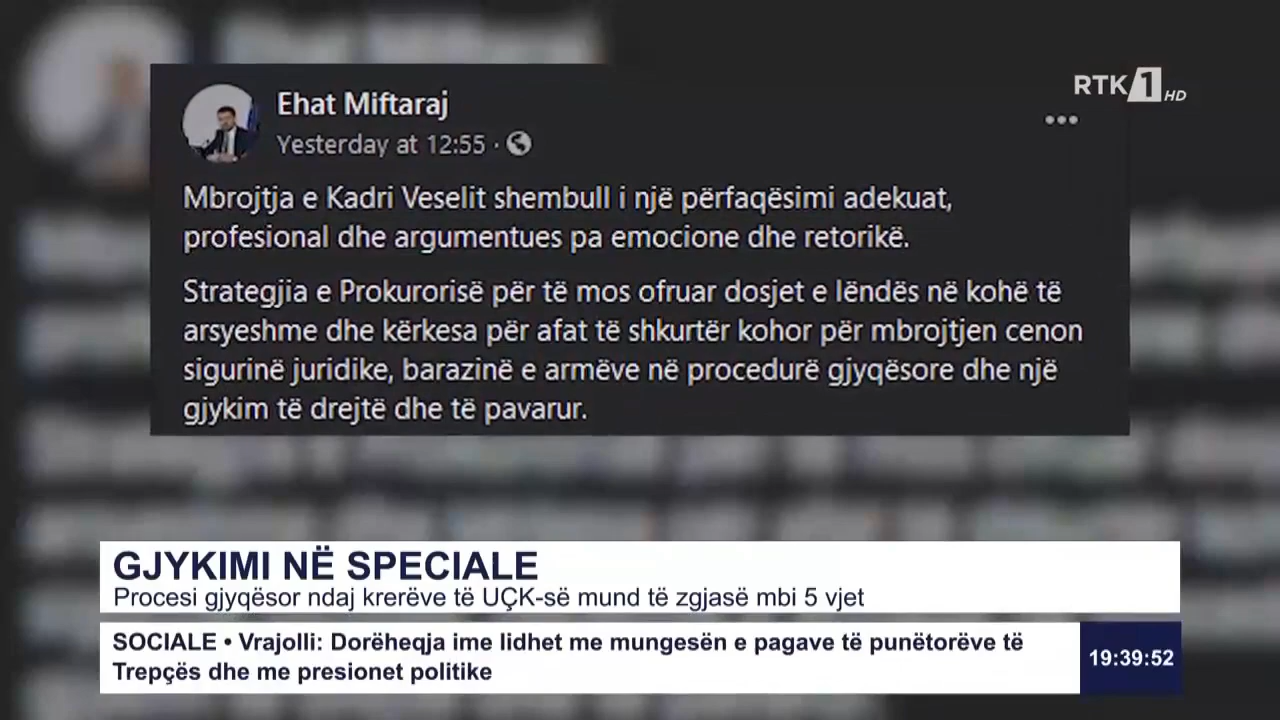 RTK 1 HD
Ehat Miftaraj
Yesterday at 12:55 ·
Mbrojtja e Kadri Veselit shembull i një përfaqësimi adekuat,
profesional dhe argumentues pa emocione dhe retorikë.
Strategjia e Prokurorisë për të mos ofruar dosjet e lëndës në kohë të
arsyeshme dhe kërkesa për afat të shkurtër kohor për mbrojtjen cenon
sigurinë juridike, barazinë e armëve në procedurë gjyqësore dhe një
gjykim të drejtë dhe të pavarur.
GJYKIMI NË SPECIALE
Procesi gjyqësor ndaj krerëve të UÇK-së mund të zgjasë mbi 5 vjet
SOCIALE • Vrajolli: Dorëheqja ime lidhet me mungesën e pagave të punëtorëve të
Trepçës dhe me presionet politike
19:39:52